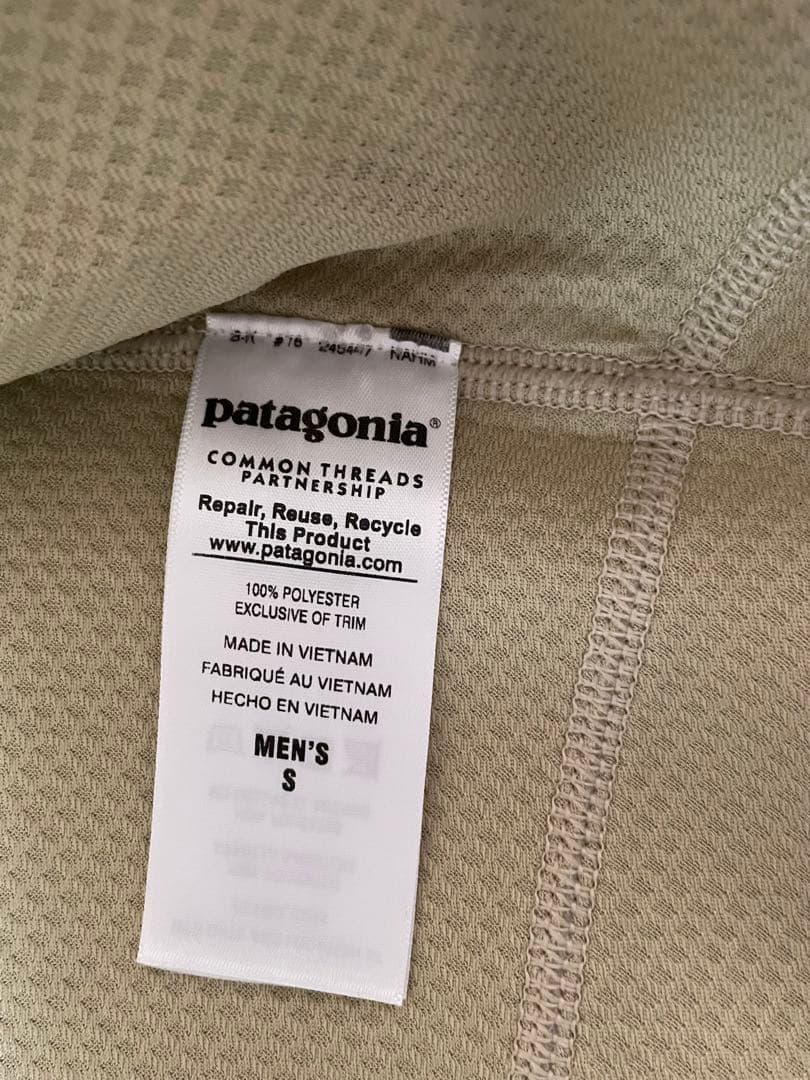 #16
patagonia®
COMMON THREADS
PARTNERSHIP
Repair, Reuse, Recycle
This Product
www.patagonia.com
100% POLYESTER
EXCLUSIVE OF TRIM
MADE IN VIETNAM
FABRIQUÉ AU VIETNAM
HECHO EN VIETNAM
MEN'S
S